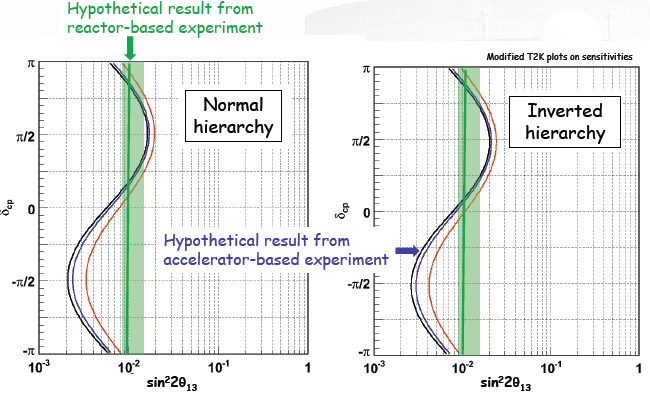 Hypothetical result from
reactor-based experiment
Modified T2K plots on sensitivities
π
π/2
0
-π/2
-π
δcp
Normal
hierarchy
10-3
10-2
10-1
1
sin²2θ13
Hypothetical result from
accelerator-based experiment
π
π/2
0
-π/2
-π
δcp
Inverted
hierarchy
10-3
10-2
10-1
1
sin²2θ13